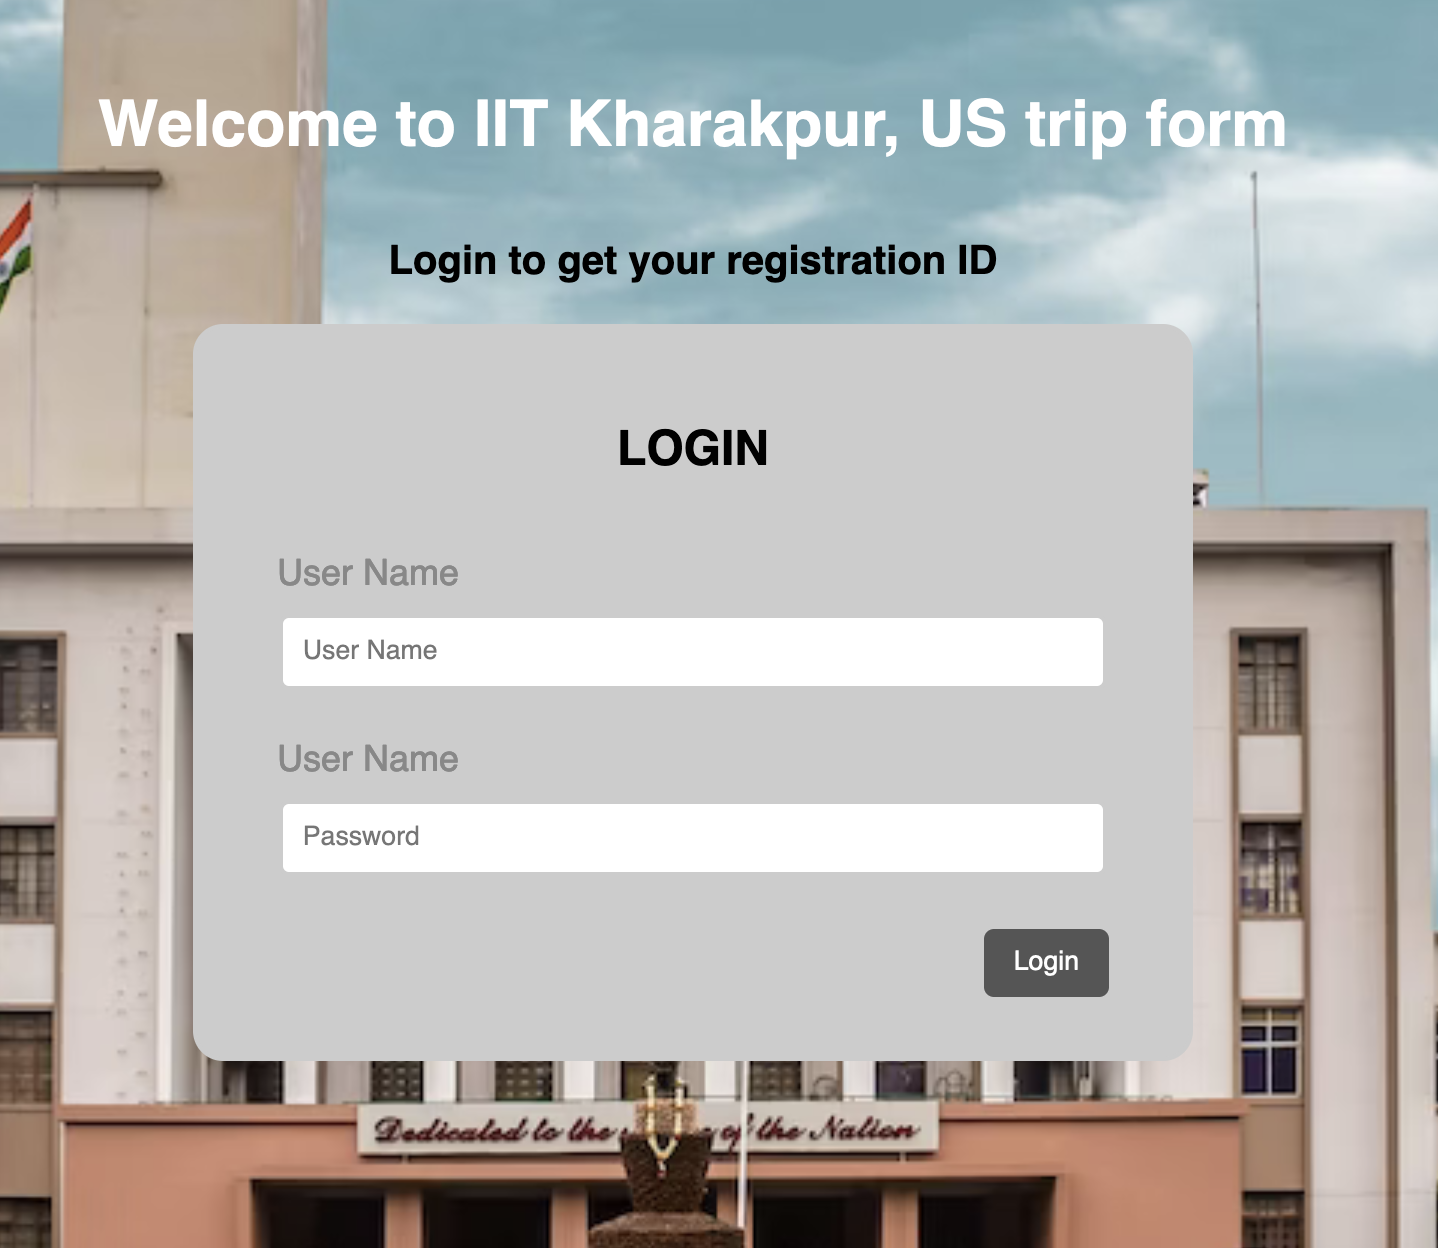 Welcome to IIT Kharakpur, US trip form
Login to get your registration ID
LOGIN
User Name
User Name
User Name
Password
Login
Dedicated to the of the Nation